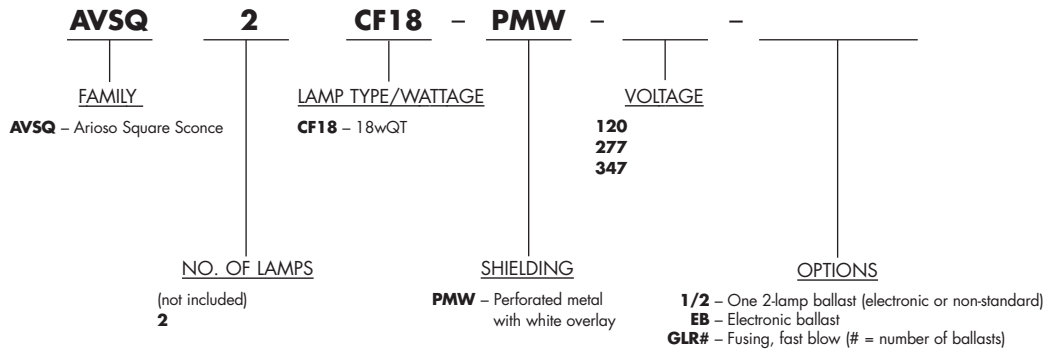 AVSQ 2 CF18 – PMW – –
FAMILY
AVSQ – Arioso Square Sconce
LAMP TYPE/WATTAGE
CF18 – 18wQT
VOLTAGE
120
277
347
NO. OF LAMPS
(not included)
2
SHIELDING
PMW – Perforated metal
with white overlay
OPTIONS
1/2 – One 2-lamp ballast (electronic or non-standard)
EB – Electronic ballast
GLR# – Fusing, fast blow (# = number of ballasts)